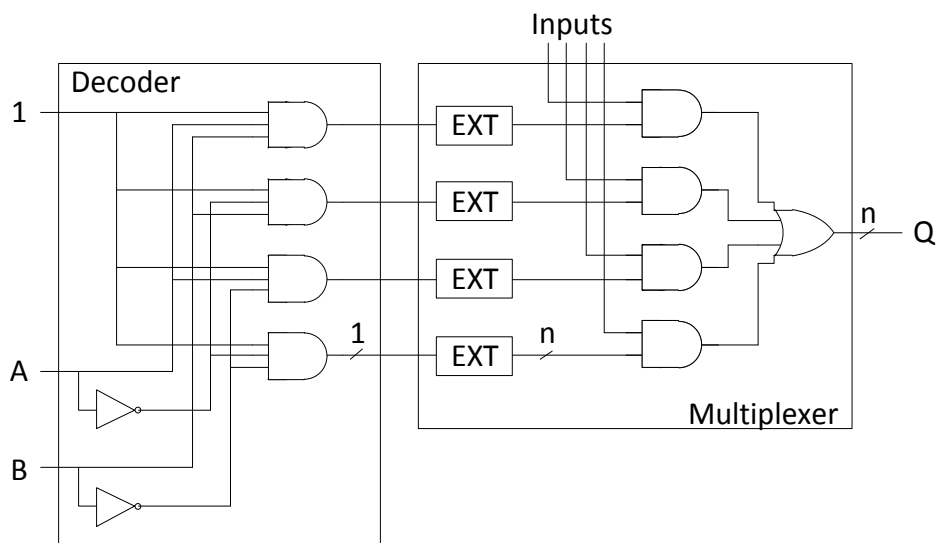 Inputs
Decoder
1
EXT
EXT
EXT
EXT
1
n
n
Q
A
B
Multiplexer